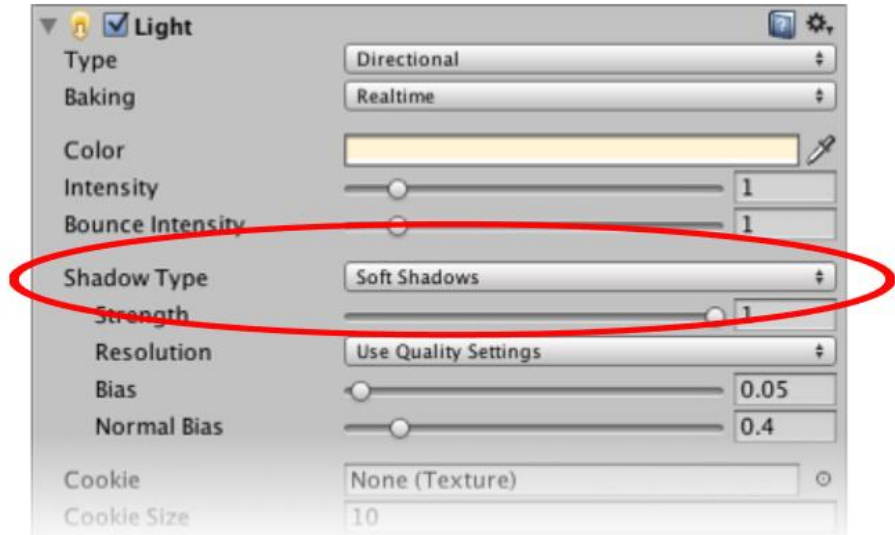 Light
Type Directional
Baking Realtime
Color
Intensity 1
Bounce Intensity 1
Shadow Type Soft Shadows
Strength 1
Resolution Use Quality Settings
Bias 0.05
Normal Bias 0.4
Cookie None (Texture)
Cookie Size 10